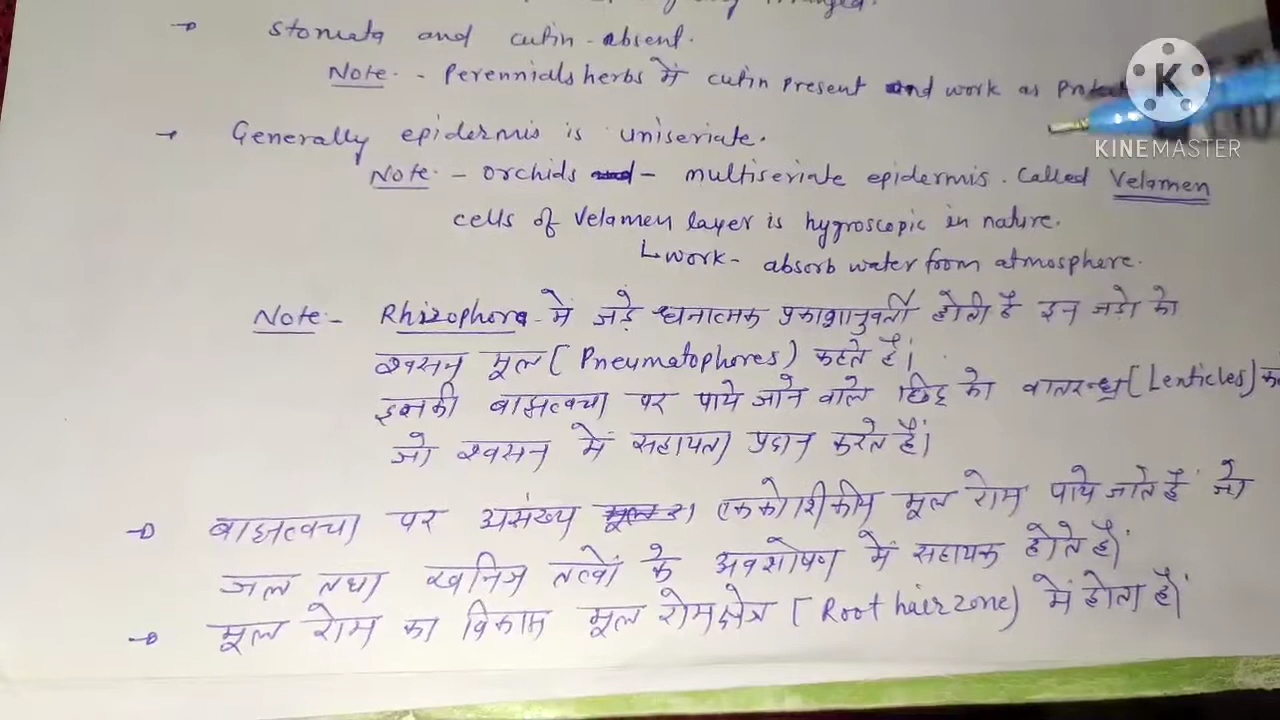 → stomata and cutin - absent.
Note - Perennials herbs में cutin present and work as
K
KINEMASTER
→ Generally epidermis is uniseriate.
Note - orchids - multiseriate epidermis. Called Velamen
cells of Velamen layer is hygroscopic in nature.
work - absorb water from atmosphere.
Note - Rhizophora - में जड़े धनात्मक प्रकाशानुवर्ती होती है इन जड़ो को
श्वसन मूल (Pneumatophores) कहते हैं।
इनकी बाह्यत्वचा पर पाये जाने वाले छिद्र को वातरन्ध्र (Lenticles)
जो श्वसन में सहायता प्रदान करते हैं।
→ बाह्यत्वचा पर असंख्य एककोशीकीय मूल रोम पाये जाते है जो
जल तथा खनिज तत्वों के अवशोषण में सहायक होते है।
→ मूल रोम का विकास मूल रोमक्षेत्र (Root hair zone) में होता है।